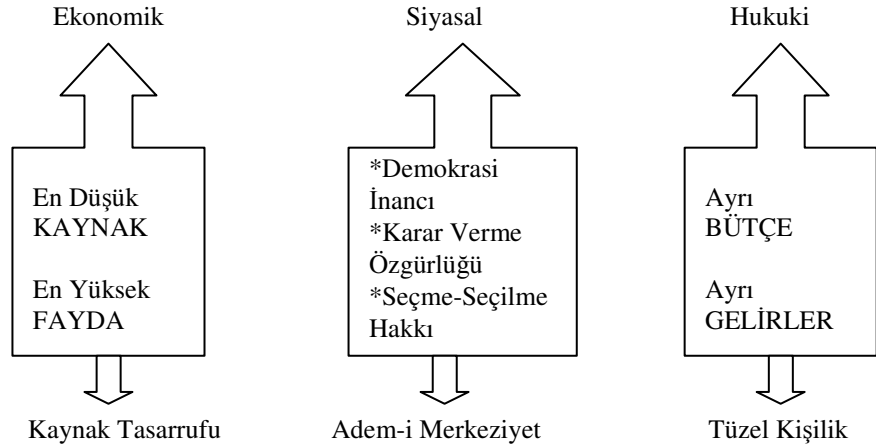 Ekonomik
Siyasal
Hukuki
En Düşük
KAYNAK
En Yüksek
FAYDA
*Demokrasi
İnancı
*Karar Verme
Özgürlüğü
*Seçme-Seçilme
Hakkı
Ayrı
BÜTÇE
Ayrı
GELİRLER
Kaynak Tasarrufu
Adem-i Merkeziyet
Tüzel Kişilik